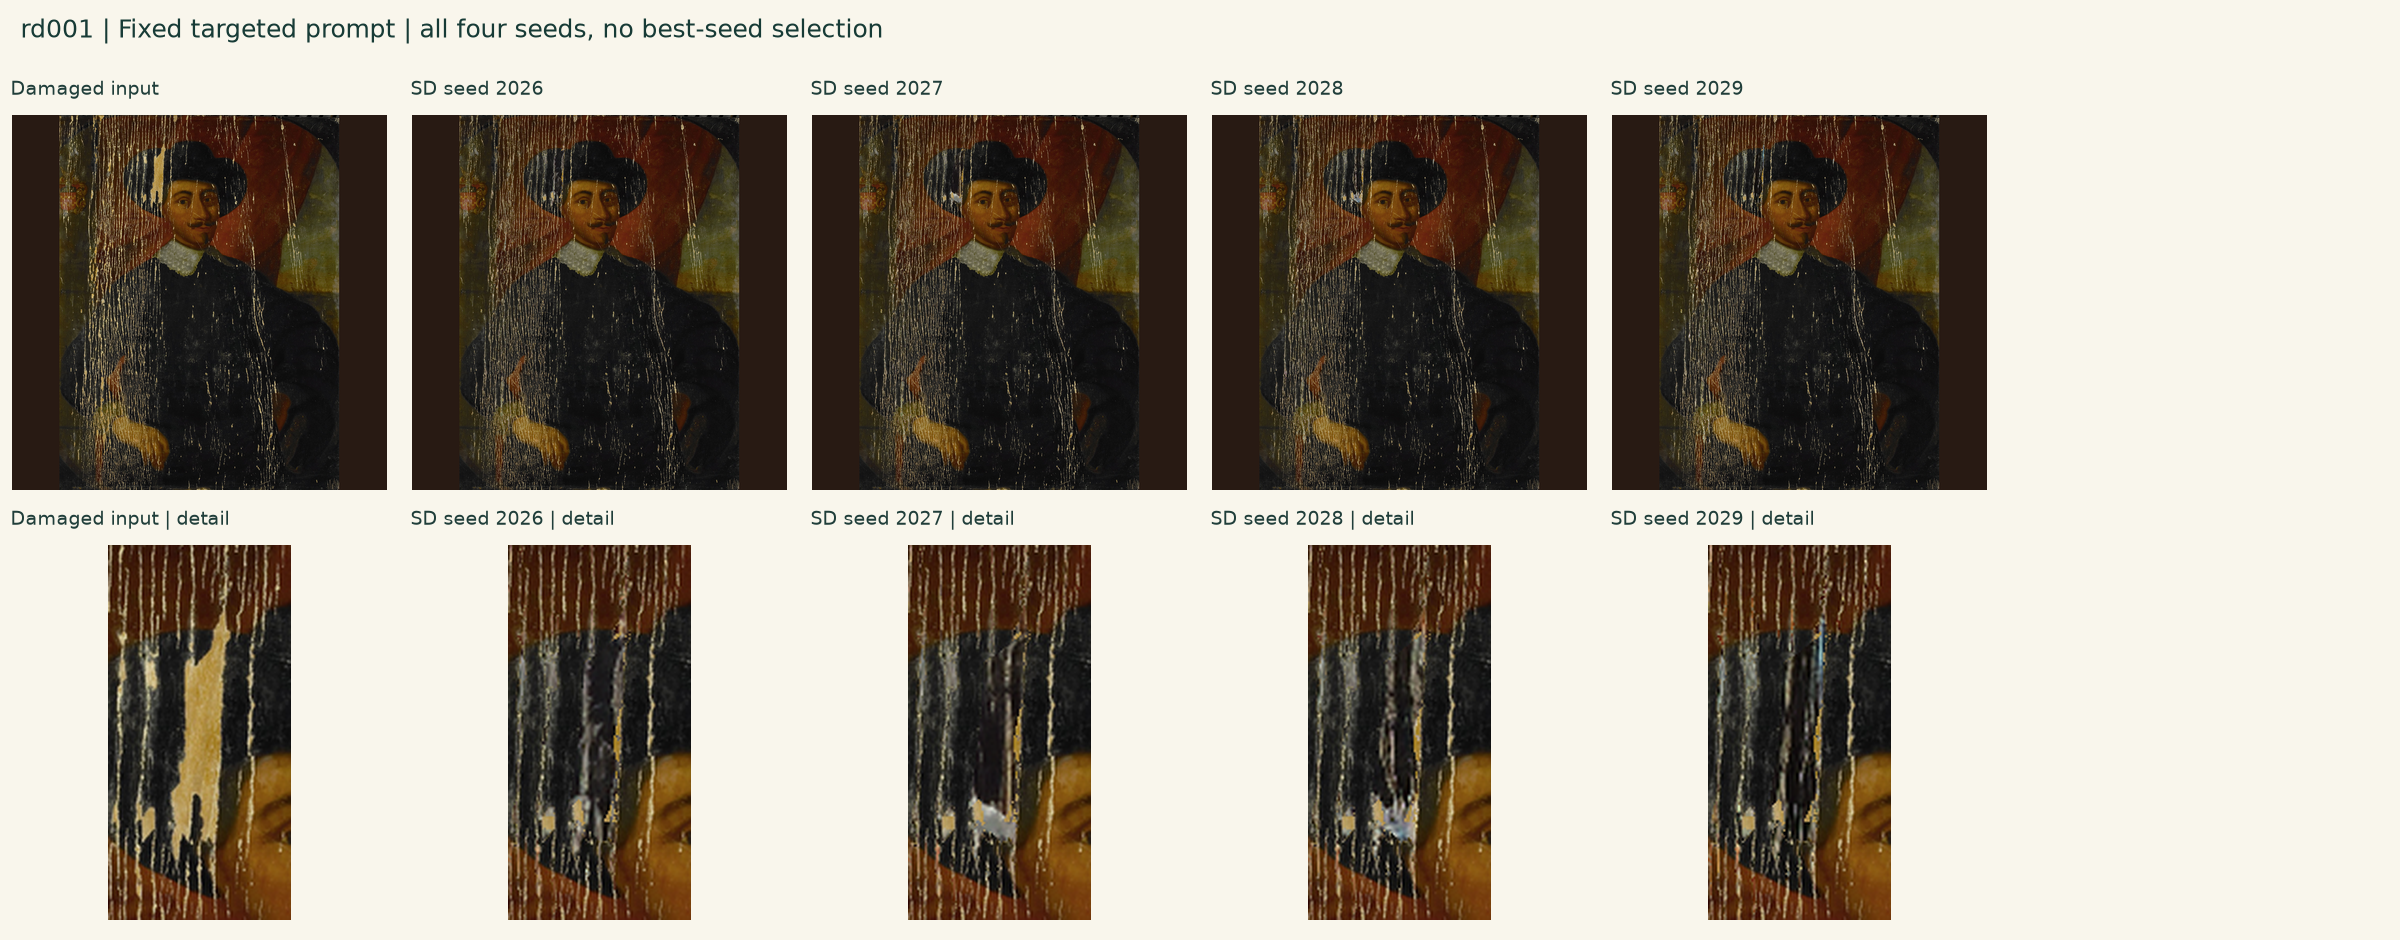 rd001 | Fixed targeted prompt | all four seeds, no best-seed selection
Damaged input
SD seed 2026
SD seed 2027
SD seed 2028
SD seed 2029
Damaged input | detail
SD seed 2026 | detail
SD seed 2027 | detail
SD seed 2028 | detail
SD seed 2029 | detail